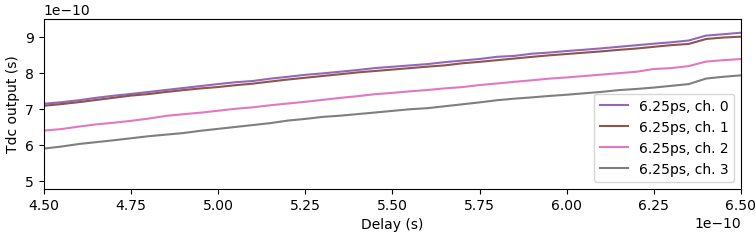 1e−10
9
8
7
6
5
Tdc output (s)
6.25ps, ch. 0
6.25ps, ch. 1
6.25ps, ch. 2
6.25ps, ch. 3
4.50 4.75 5.00 5.25 5.50 5.75 6.00 6.25 6.50
Delay (s)
1e−10